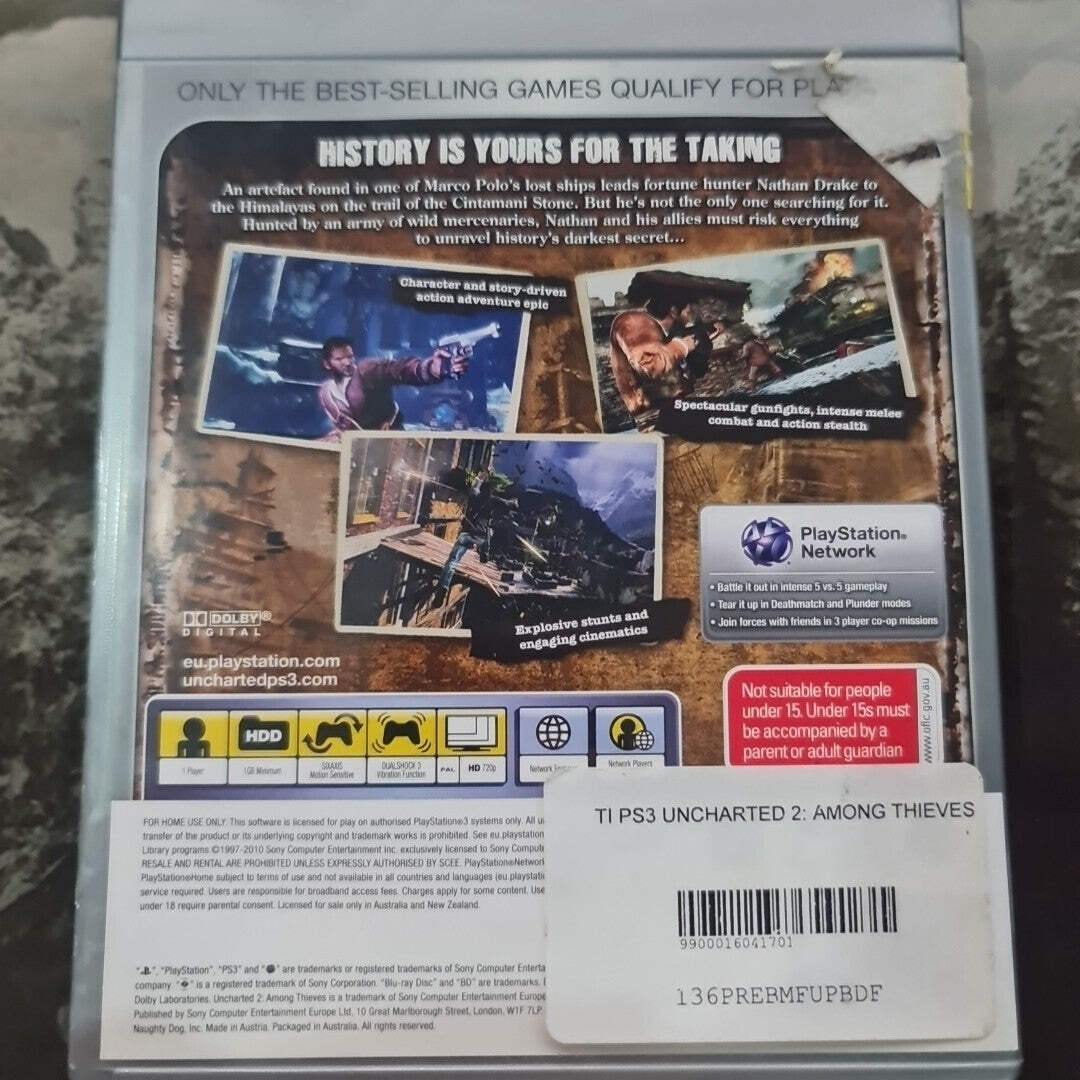 ONLY THE BEST-SELLING GAMES QUALIFY FOR PLA
HISTORY IS YOURS FOR THE TAKING
An artefact found in one of Marco Polo's lost ships leads fortune hunter Nathan Drake to
the Himalayas on the trail of the Cintamani Stone. But he's not the only one searching for it.
Hunted by an army of wild mercenaries, Nathan and his allies must risk everything
to unravel history's darkest secret...
Character and story-driven
action adventure epic
Spectacular gunfights, intense melee
combat and action stealth
Explosive stunts and
engaging cinematics
PlayStation®
Network
• Battle it out in intense 5 vs. 5 gameplay
• Tear it up in Deathmatch and Plunder modes
• Join forces with friends in 3 player co-op missions
DOLBY®
DIGITAL
eu.playstation.com
unchartedps3.com
HDD
1 Player
1GB Minimum
SIXAXIS
Motion Sensitive
DUALSHOCK 3
Vibration Function
PAL
HD 720p
Network
Network Players
Not suitable for people
under 15. Under 15s must
be accompanied by a
parent or adult guardian
www.oflc.gov.au
FOR HOME USE ONLY. This software is licensed for play on authorised PlayStation®3 systems only. All u
transfer of the product or its underlying copyright and trademark works is prohibited. See eu.playstation
Library programs ©1997-2010 Sony Computer Entertainment Inc. exclusively licensed to Sony Comput
RESALE AND RENTAL ARE PROHIBITED UNLESS EXPRESSLY AUTHORISED BY SCEE. PlayStation®Network
PlayStation®Home subject to terms of use and not available in all countries and languages (eu.playstati
service required. Users are responsible for broadband access fees. Charges apply for some content. Use
under 18 require parental consent. Licensed for sale only in Australia and New Zealand.
", "PlayStation", "PS3" and " " are trademarks or registered trademarks of Sony Computer Enterta
company. " " is a registered trademark of Sony Corporation. "Blu-ray Disc" and "BD" are trademarks.
Dolby Laboratories. Uncharted 2: Among Thieves is a trademark of Sony Computer Entertainment Europe
Published by Sony Computer Entertainment Europe Ltd, 10 Great Marlborough Street, London, W1F 7LP.
Naughty Dog, Inc. Made in Austria. Packaged in Australia. All rights reserved.
TI PS3 UNCHARTED 2: AMONG THIEVES
9900016041701
136PREBMFUPBDF